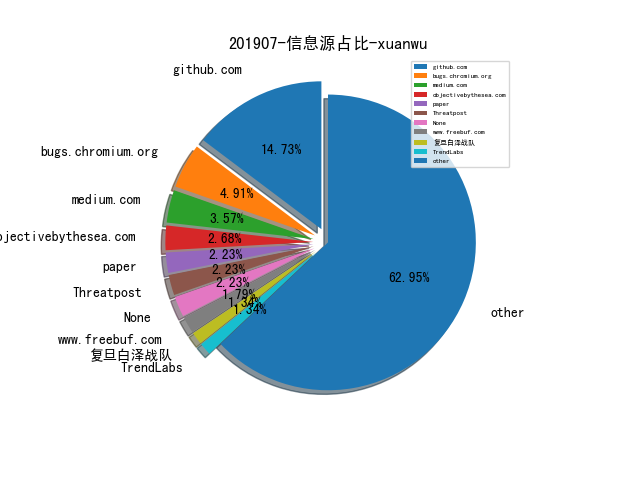 201907-信息源占比-xuanwu
github.com
bugs.chromium.org
medium.com
objectivebythesea.com
paper
Threatpost
None
www.freebuf.com
复旦白泽战队
TrendLabs
other
14.73%
4.91%
3.57%
2.68%
2.23%
2.23%
2.23%
1.79%
1.34%
1.34%
62.95%
github.com
bugs.chromium.org
medium.com
bjectivebythesea.com
paper
Threatpost
None
www.freebuf.com
复旦白泽战队
TrendLabs
other